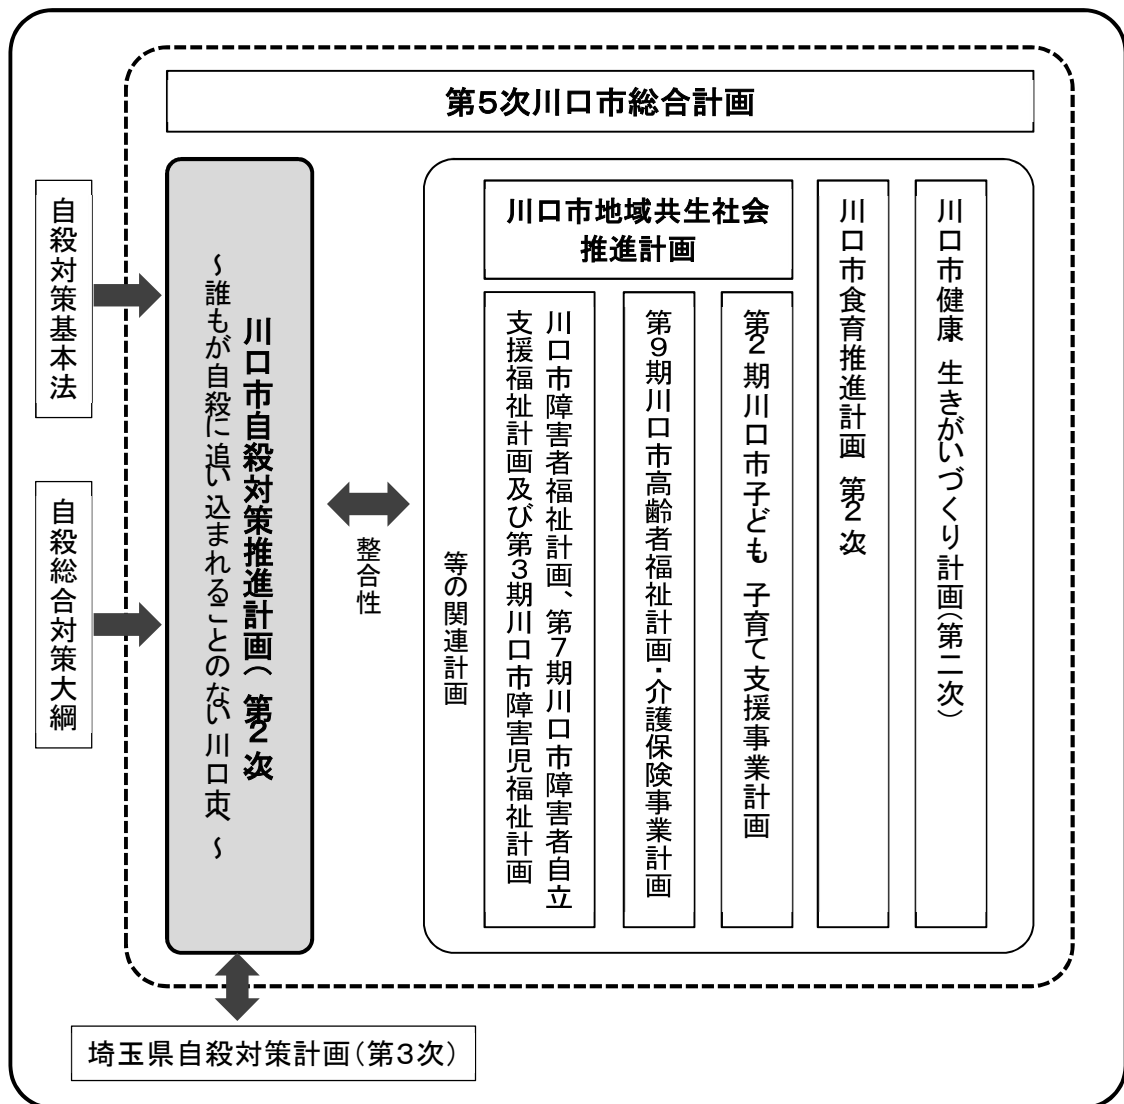 第5次川口市総合計画
自殺対策基本法
自殺総合対策大綱
川口市自殺対策推進計画(第2次)
~誰もが自殺に追い込まれることのない川口市へ~
整合性
川口市地域共生社会
推進計画
川口市障害者福祉計画、第7期川口市障害者自立
支援福祉計画及び第3期川口市障害児福祉計画
第9期川口市高齢者福祉計画・介護保険事業計画
第2期川口市子ども・子育て支援事業計画
川口市食育推進計画 第2次
川口市健康・生きがいづくり計画(第二次)
等の関連計画
埼玉県自殺対策計画(第3次)